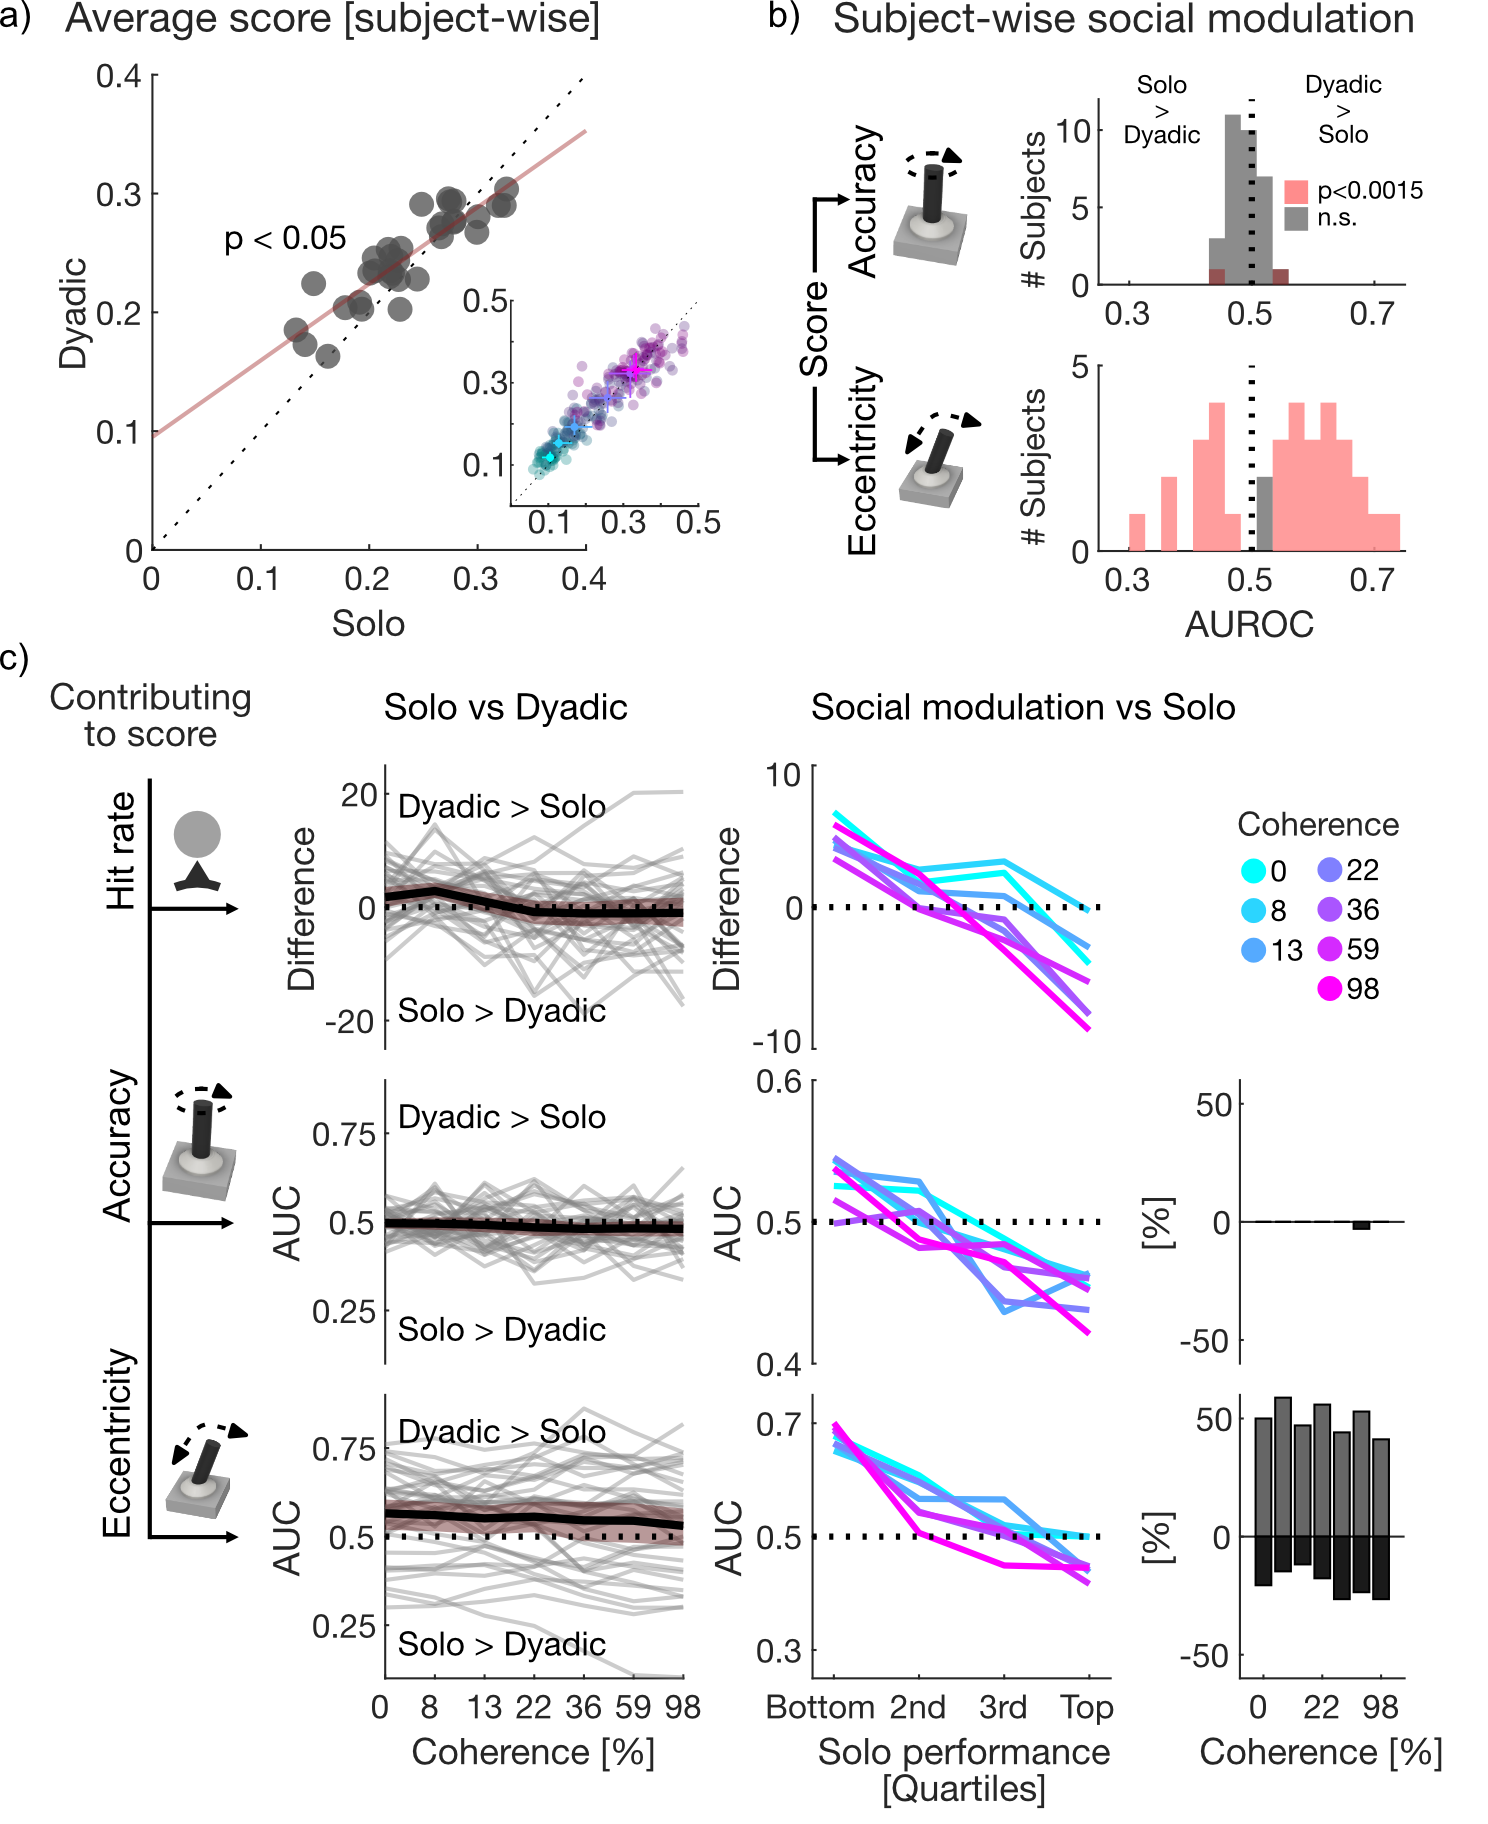 a)
Average score [subject-wise]
0.4
0.3
0.2
0.1
0
Dyadic
p < 0.05
0
0.1
0.2
0.3
0.4
Solo
0.5
0.3
0.1
0.1
0.3
0.5
b)
Subject-wise social modulation
Score
Accuracy
Eccentricity
# Subjects
10
5
0
Solo
>
Dyadic
Dyadic
>
Solo
p<0.0015
n.s.
0.3
0.5
0.7
# Subjects
5
0
0.3
0.5
0.7
AUROC
c)
Contributing
to score
Solo vs Dyadic
Social modulation vs Solo
Hit rate
Difference
20
0
-20
Dyadic > Solo
Solo > Dyadic
Difference
10
0
-10
Coherence
0
8
13
22
36
59
98
Accuracy
AUC
0.75
0.5
0.25
Dyadic > Solo
Solo > Dyadic
AUC
0.6
0.5
0.4
[%]
50
0
-50
Eccentricity
AUC
0.75
0.5
0.25
Dyadic > Solo
Solo > Dyadic
0 8 13 22 36 59 98
Coherence [%]
AUC
0.7
0.5
0.3
Bottom 2nd 3rd Top
Solo performance
[Quartiles]
[%]
50
0
-50
0 22 98
Coherence [%]